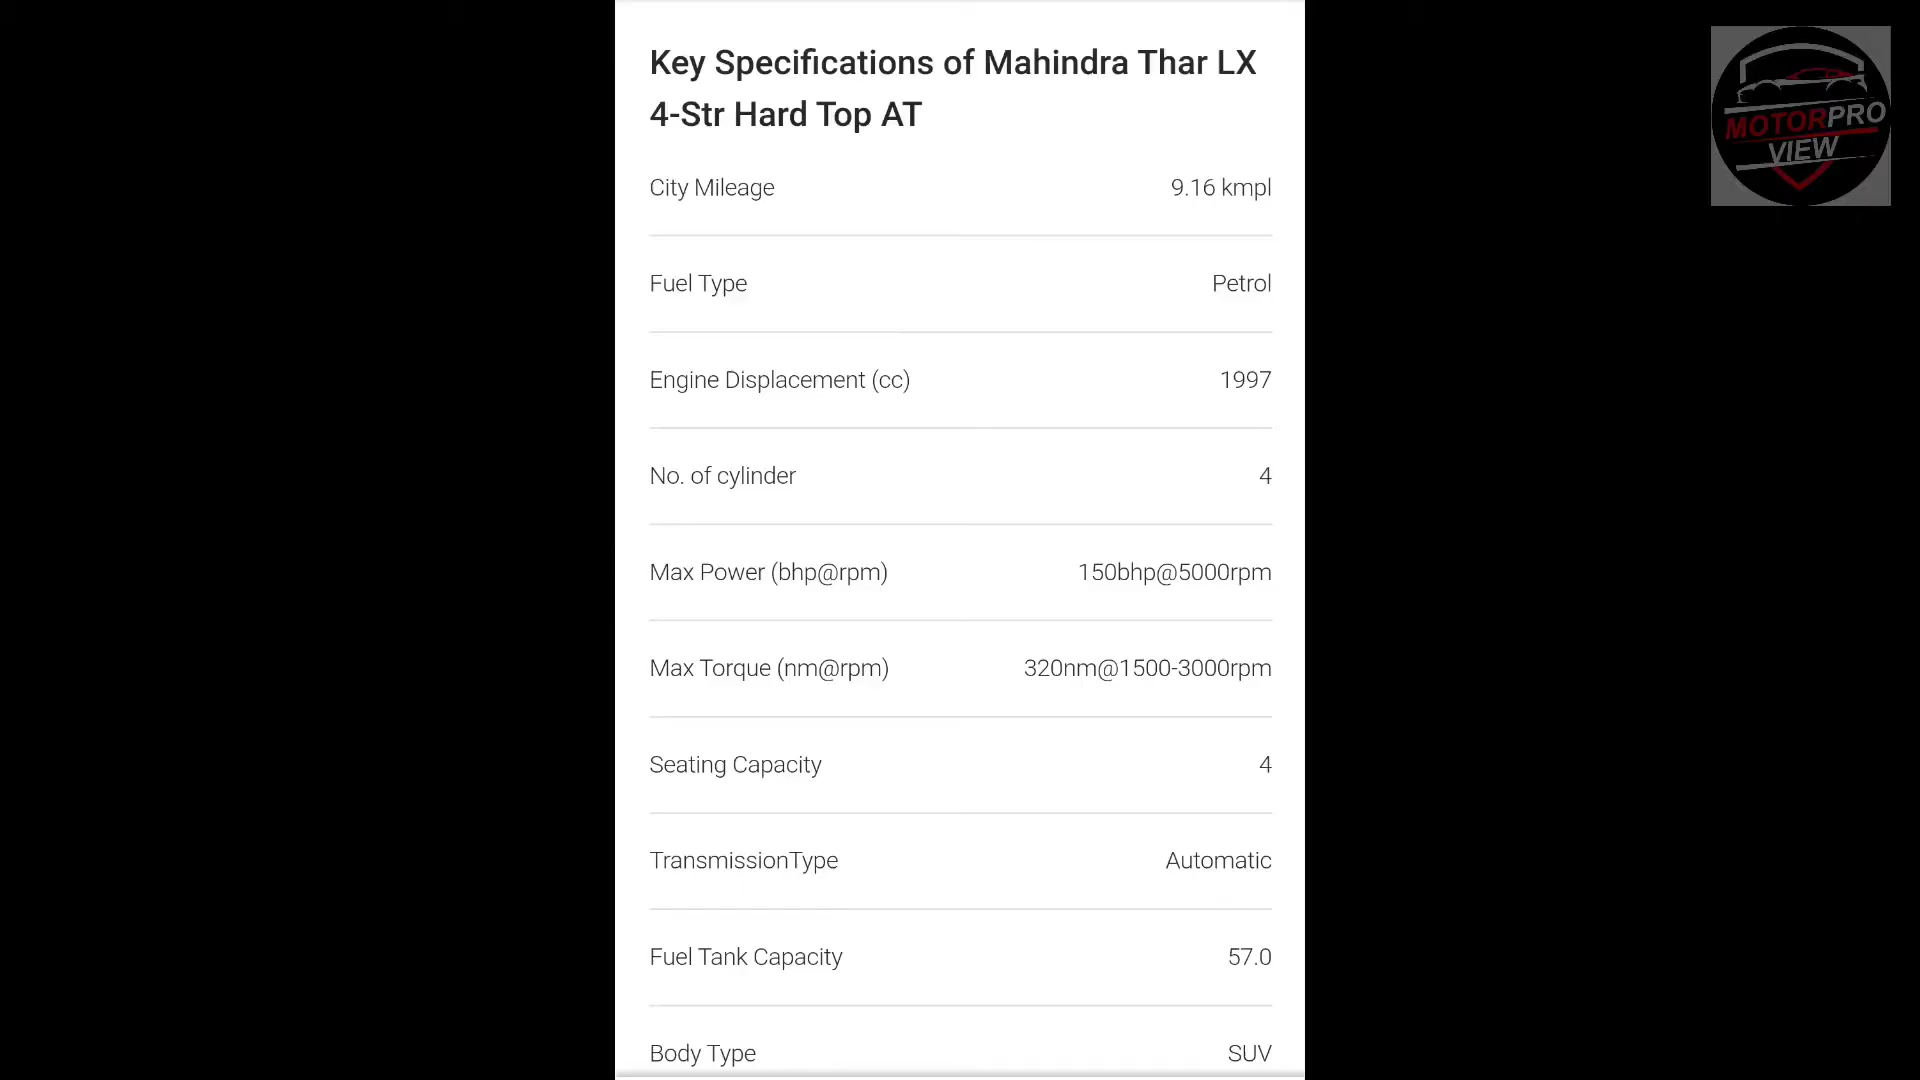 Key Specifications of Mahindra Thar LX
4-Str Hard Top AT
City Mileage 9.16 kmpl
Fuel Type Petrol
Engine Displacement (cc) 1997
No. of cylinder 4
Max Power (bhp@rpm) 150bhp@5000rpm
Max Torque (nm@rpm) 320nm@1500-3000rpm
Seating Capacity 4
TransmissionType Automatic
Fuel Tank Capacity 57.0
Body Type SUV
MOTORPRO
VIEW